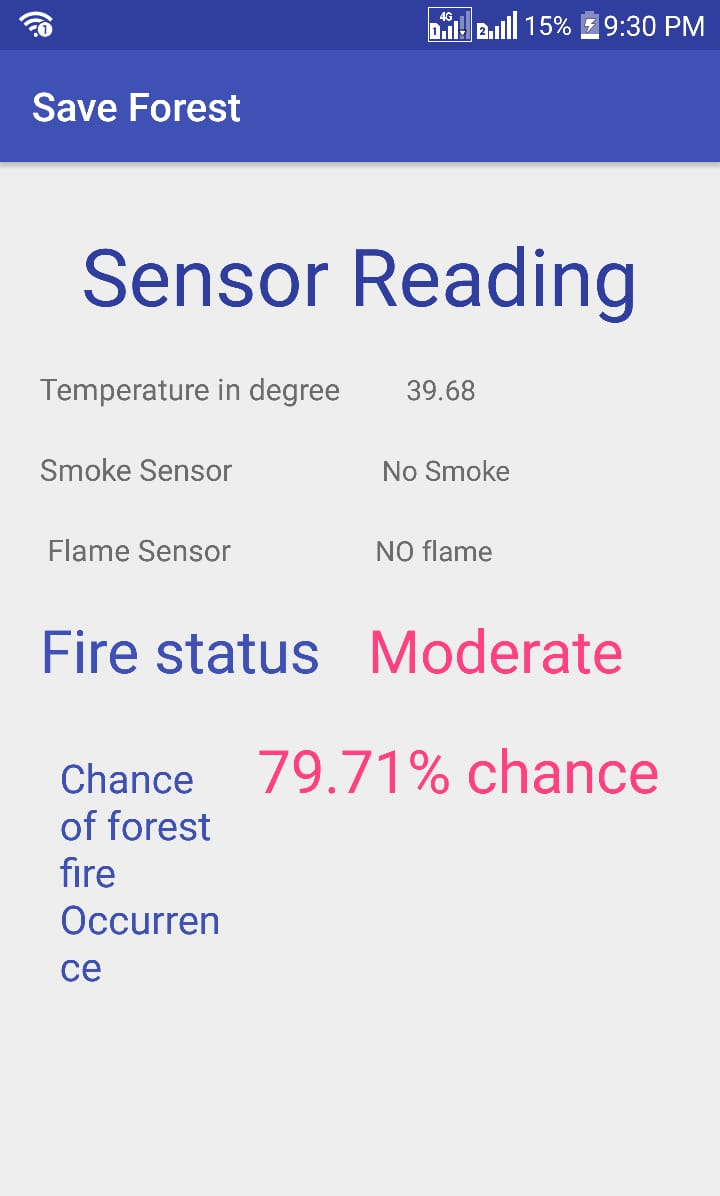 15% 9:30 PM
Save Forest
Sensor Reading
Temperature in degree 39.68
Smoke Sensor No Smoke
Flame Sensor NO flame
Fire status Moderate
79.71% chance
Chance
of forest
fire
Occurren
ce